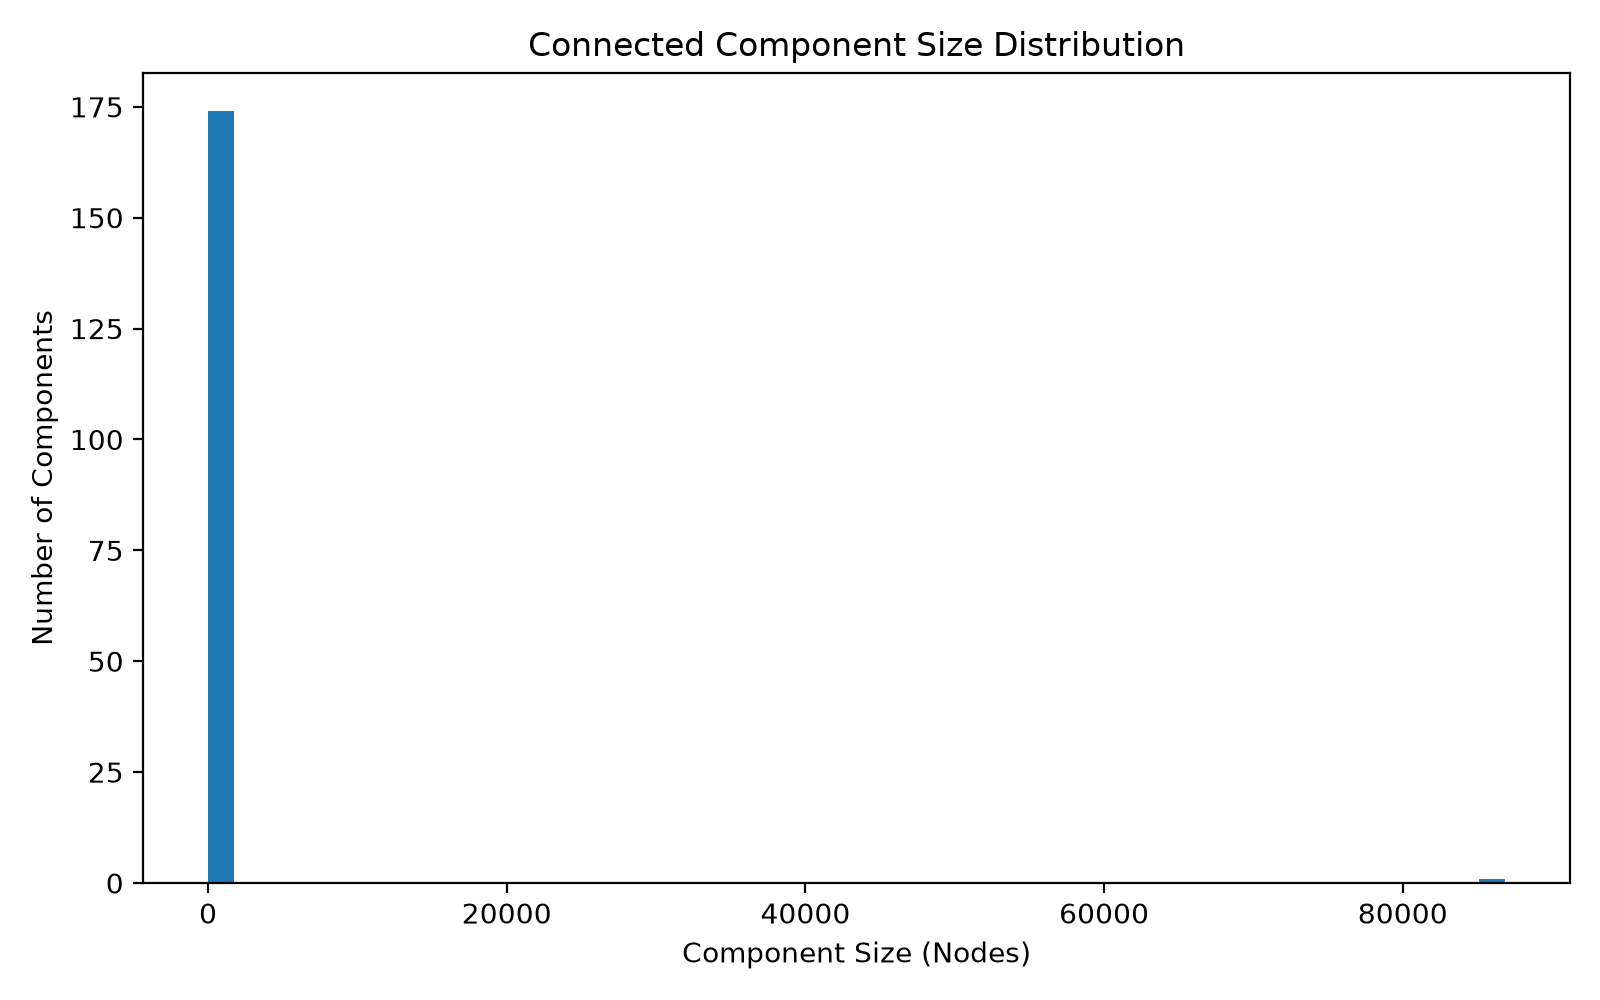 Connected Component Size Distribution
Number of Components
175
150
125
100
75
50
25
0
0 20000 40000 60000 80000
Component Size (Nodes)